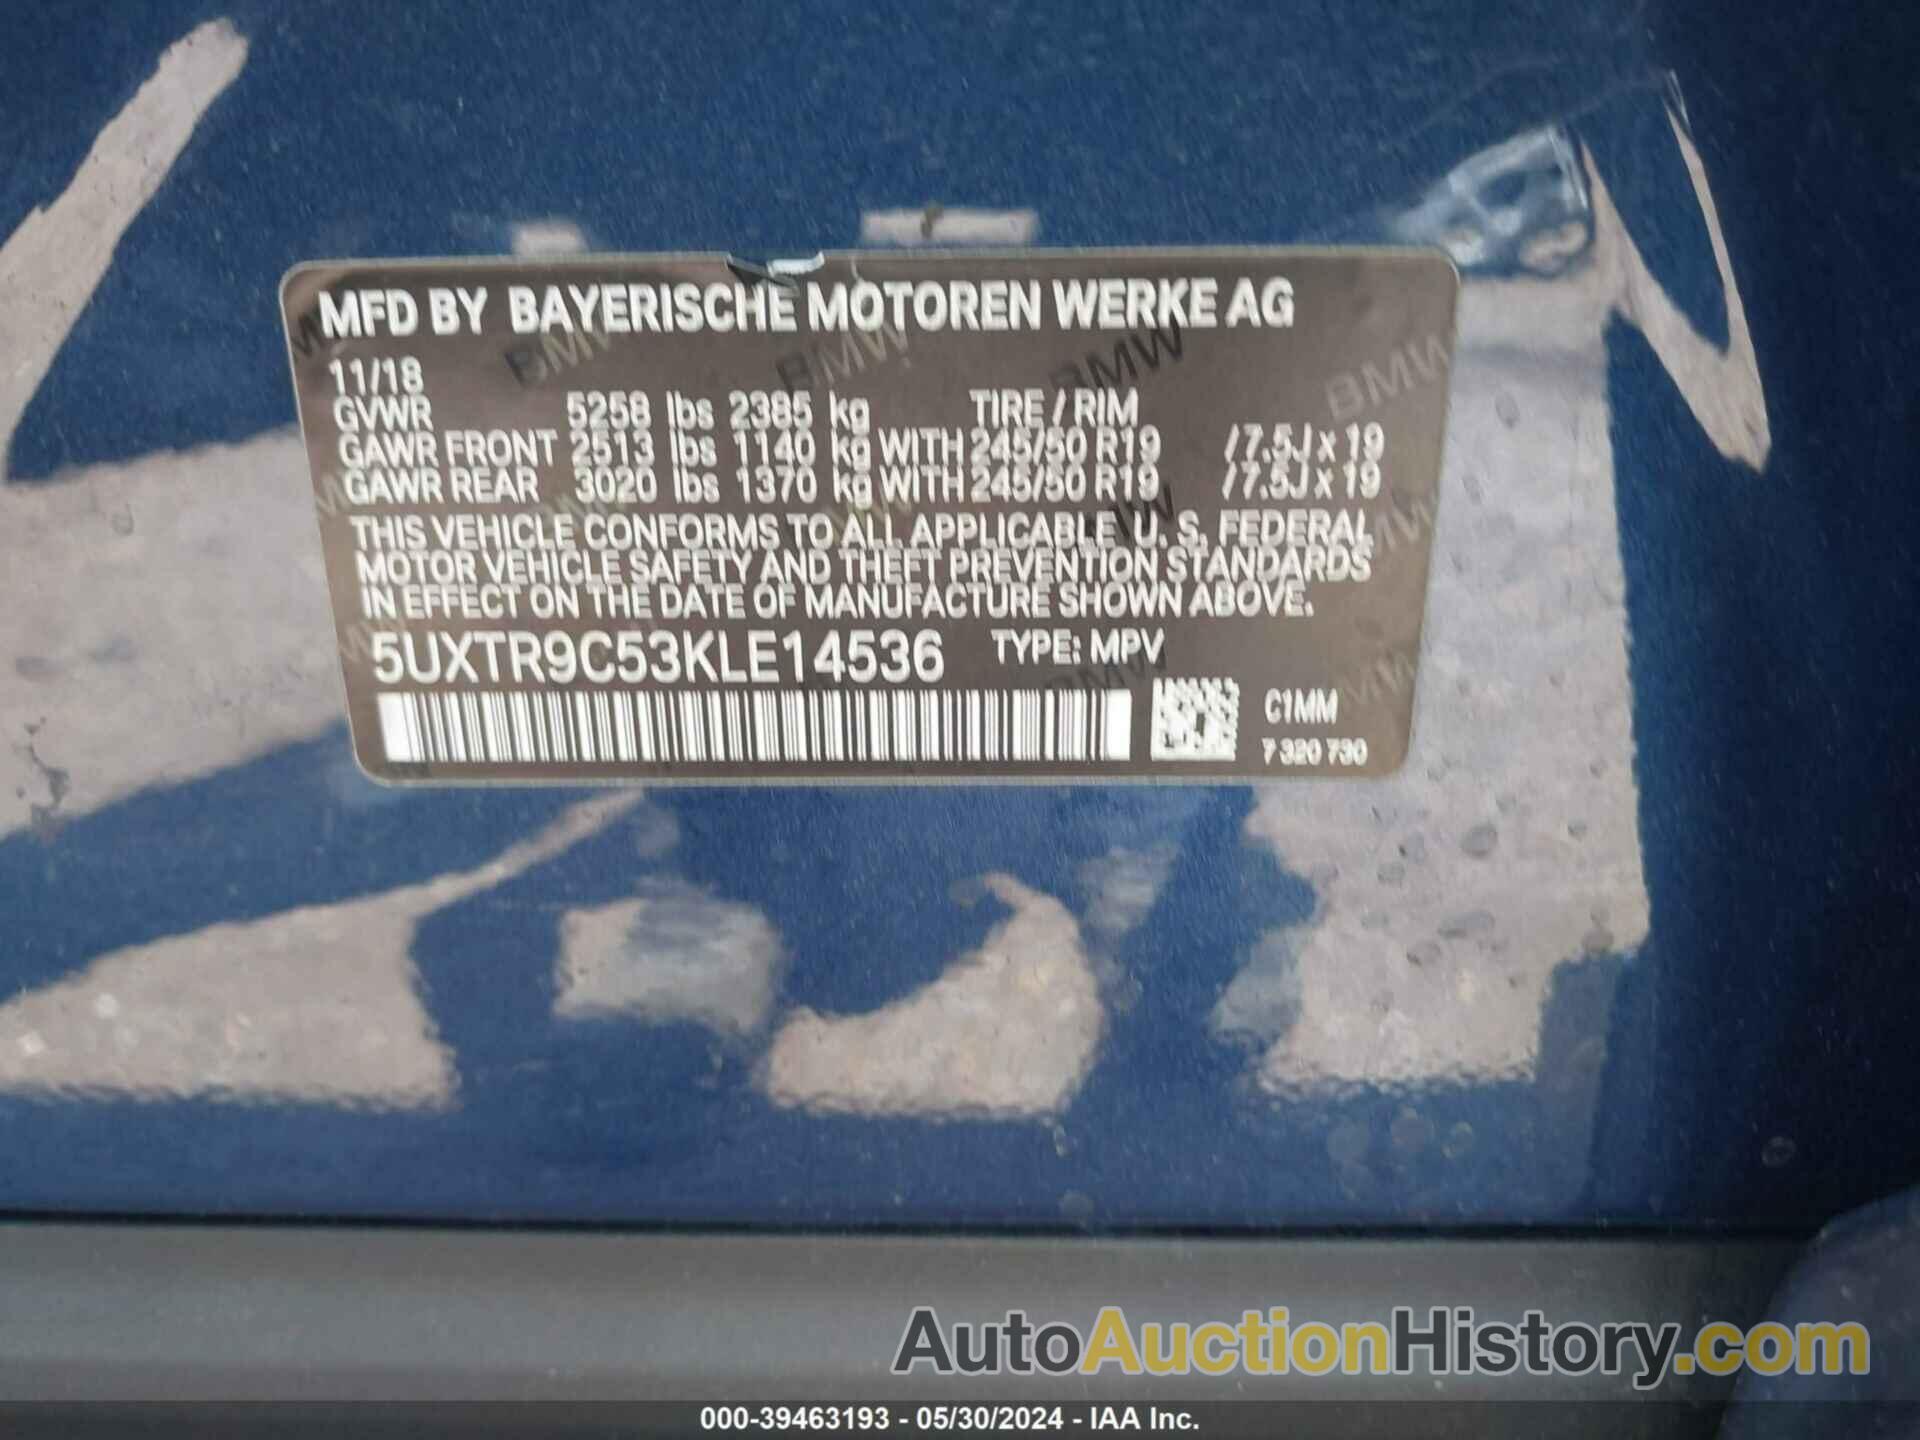 MFD BY BAYERISCHE MOTOREN WERKE AG
11/18
GVWR 5258 lbs 2385 kg TIRE / RIM
GAWR FRONT 2513 lbs 1140 kg WITH 245/50 R19 /7.5J x 19
GAWR REAR 3020 lbs 1370 kg WITH 245/50 R19 /7.5J x 19
THIS VEHICLE CONFORMS TO ALL APPLICABLE U. S. FEDERAL
MOTOR VEHICLE SAFETY AND THEFT PREVENTION STANDARDS
IN EFFECT ON THE DATE OF MANUFACTURE SHOWN ABOVE.
5UXTR9C53KLE14536 TYPE: MPV
C1MM
7 320 730
AutoAuctionHistory.com
000-39463193 - 05/30/2024 - IAA Inc.